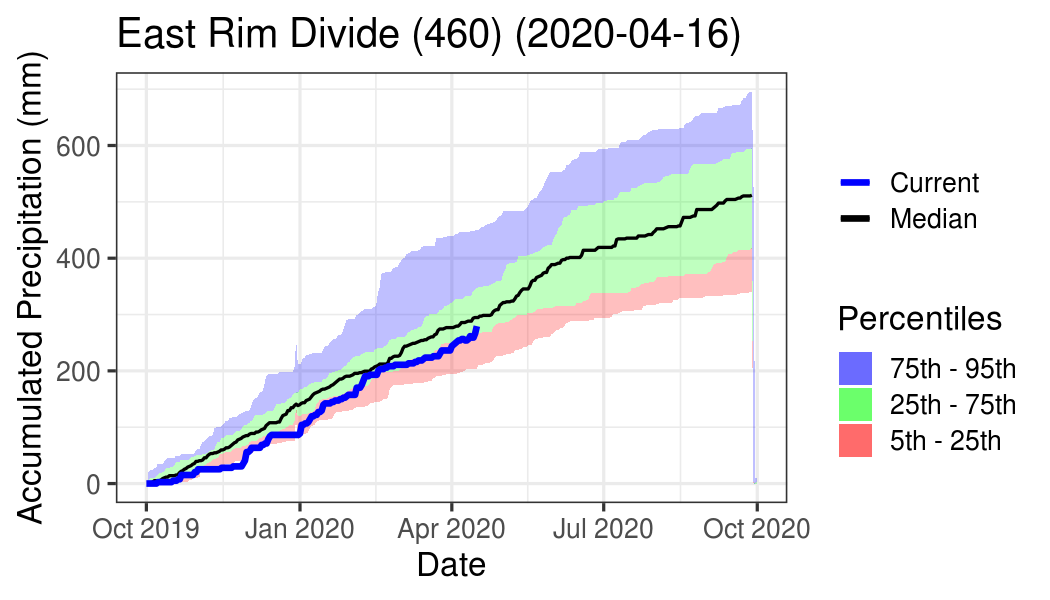 East Rim Divide (460) (2020-04-16)
Accumulated Precipitation (mm)
600
400
200
0
Oct 2019
Jan 2020
Apr 2020
Jul 2020
Oct 2020
Date
Current
Median
Percentiles
75th - 95th
25th - 75th
5th - 25th